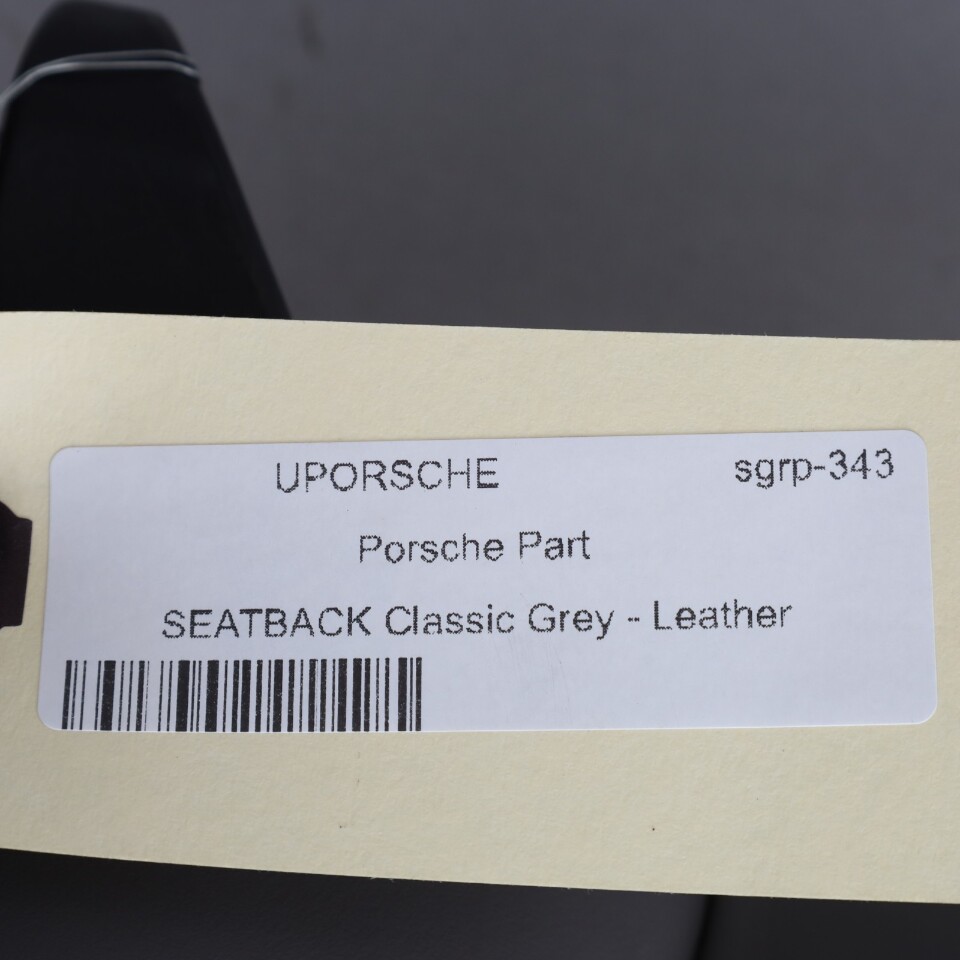 UPORSCHE sgrp-343
Porsche Part
SEATBACK Classic Grey - Leather